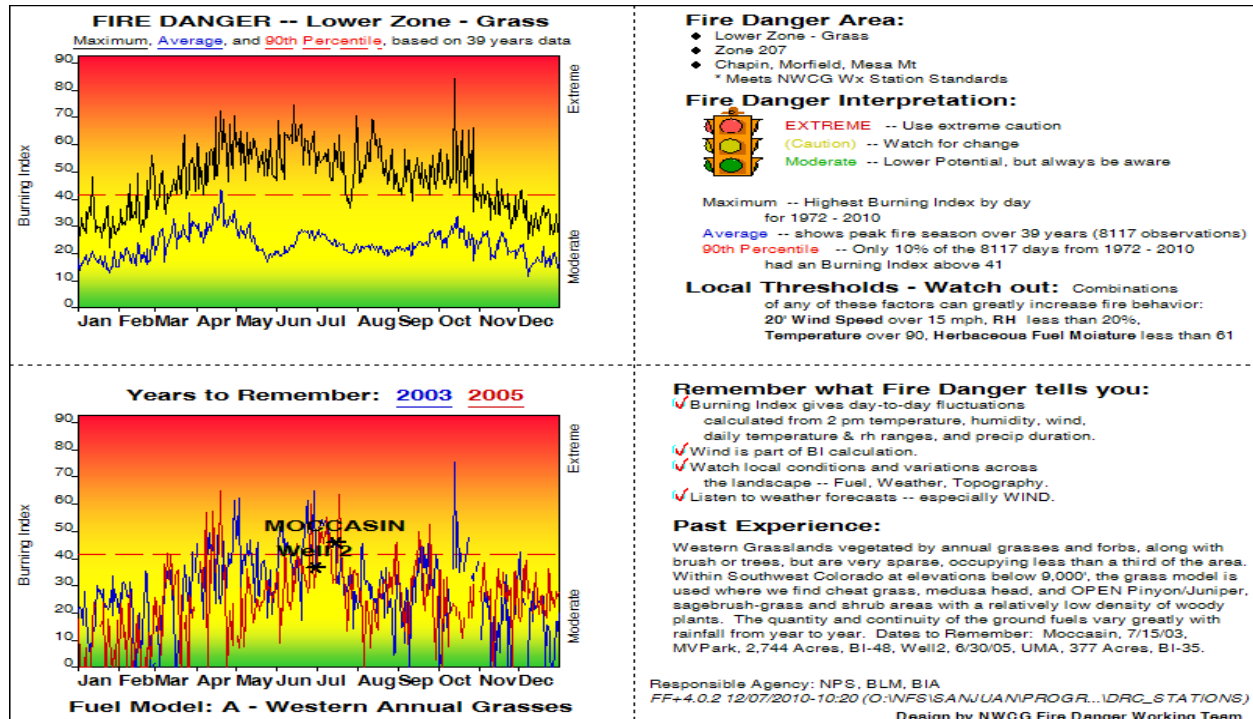 FIRE DANGER -- Lower Zone - Grass
Maximum, Average, and 90th Percentile, based on 39 years data
90
80
70
60
50
40
30
20
10
0
Burning Index
Extreme
Moderate
Jan Feb Mar Apr May Jun Jul Aug Sep Oct Nov Dec
Fire Danger Area:
◆ Lower Zone - Grass
◆ Zone 207
◆ Chapin, Morfield, Mesa Mt
* Meets NWCG Wx Station Standards
Fire Danger Interpretation:
EXTREME -- Use extreme caution
(Caution) -- Watch for change
Moderate -- Lower Potential, but always be aware
Maximum -- Highest Burning Index by day
for 1972 - 2010
Average -- shows peak fire season over 39 years (8117 observations)
90th Percentile -- Only 10% of the 8117 days from 1972 - 2010
had an Burning Index above 41
Local Thresholds - Watch out: Combinations
of any of these factors can greatly increase fire behavior:
20' Wind Speed over 15 mph, RH less than 20%,
Temperature over 90, Herbaceous Fuel Moisture less than 61
Years to Remember: 2003 2005
90
80
70
60
50
40
30
20
10
0
Burning Index
Extreme
Moderate
MOCCASIN
Well 2
Jan Feb Mar Apr May Jun Jul Aug Sep Oct Nov Dec
Fuel Model: A - Western Annual Grasses
Remember what Fire Danger tells you:
Burning Index gives day-to-day fluctuations
calculated from 2 pm temperature, humidity, wind,
daily temperature & rh ranges, and precip duration.
Wind is part of BI calculation.
Watch local conditions and variations across
the landscape -- Fuel, Weather, Topography.
Listen to weather forecasts -- especially WIND.
Past Experience:
Western Grasslands vegetated by annual grasses and forbs, along with
brush or trees, but are very sparse, occupying less than a third of the area.
Within Southwest Colorado at elevations below 9,000', the grass model is
used where we find cheat grass, medusa head, and OPEN Pinyon/Juniper,
sagebrush-grass and shrub areas with a relatively low density of woody
plants. The quantity and continuity of the ground fuels vary greatly with
rainfall from year to year. Dates to Remember: Moccasin, 7/15/03,
MVPark, 2,744 Acres, BI-48, Well2, 6/30/05, UMA, 377 Acres, BI-35.
Responsible Agency: NPS, BLM, BIA
FF+4.0.2 12/07/2010-10:20 (O:\NFS\SANJUAN\PROGR...\DRC_STATIONS)
Design by NWCG Fire Danger Working Team